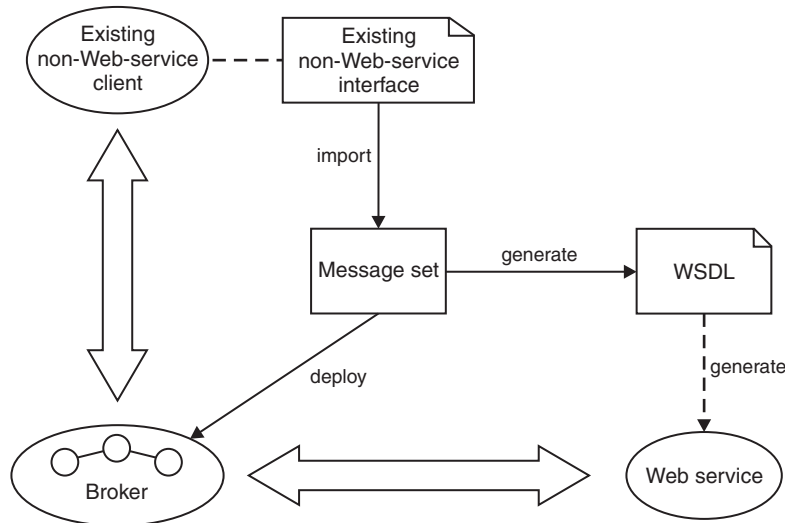 Existing
non-Web-service
client
Existing
non-Web-service
interface
import
Message set
generate
WSDL
generate
deploy
Broker
Web service